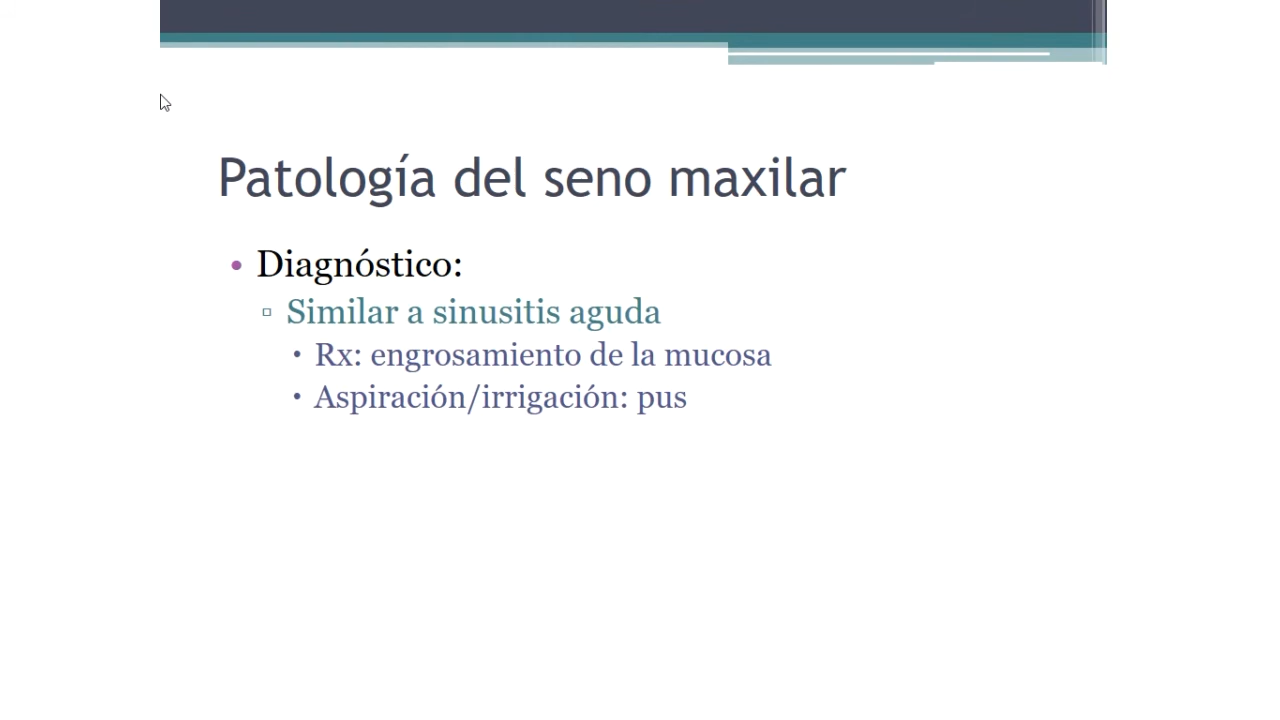 Patología del seno maxilar
• Diagnóstico:
▫ Similar a sinusitis aguda
• Rx: engrosamiento de la mucosa
• Aspiración/irrigación: pus